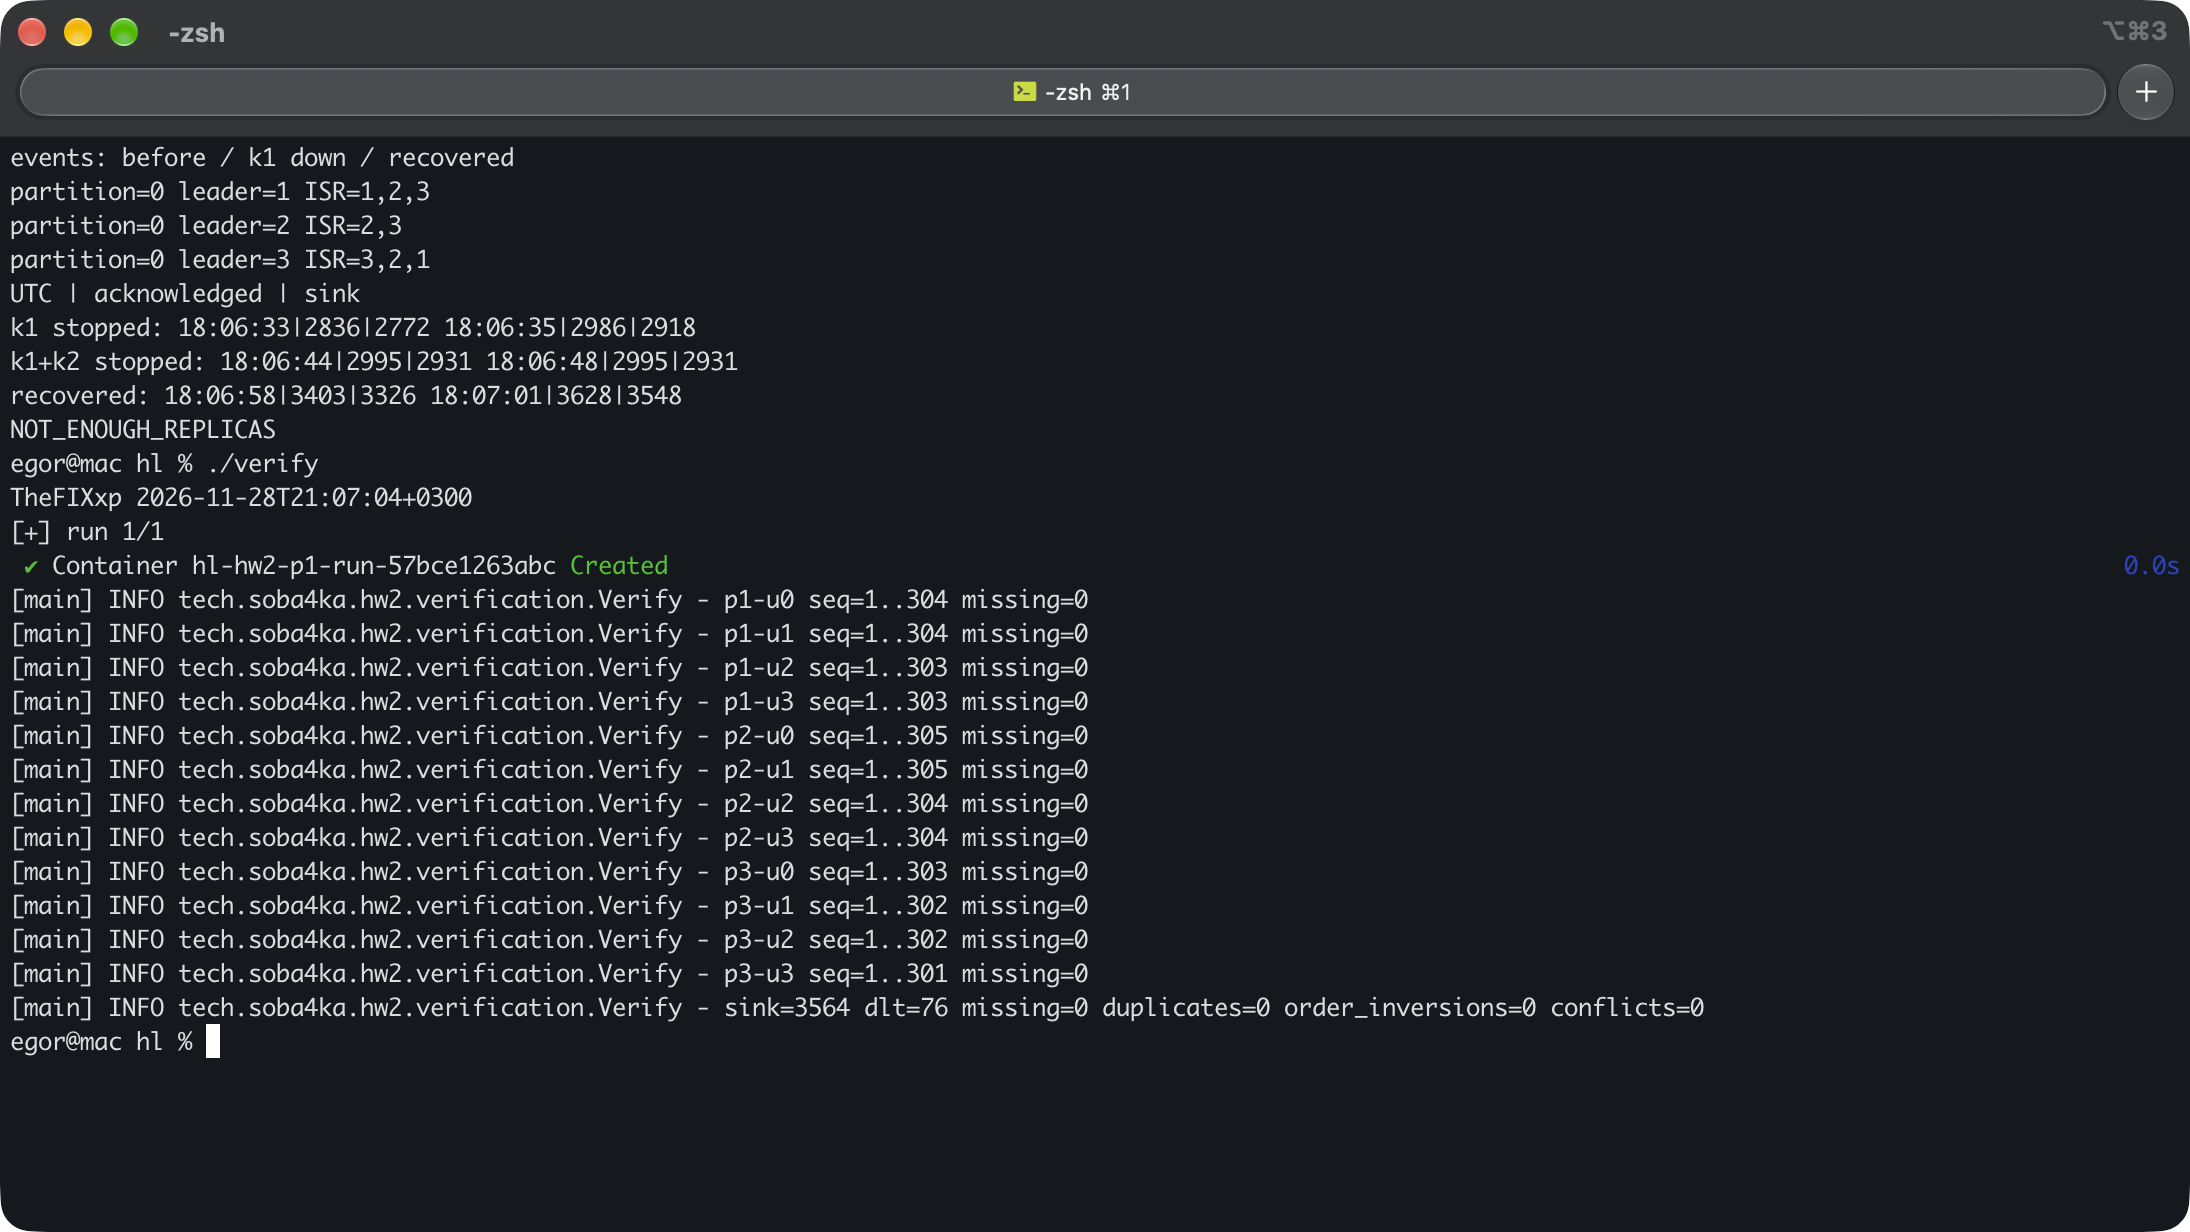 -zsh
⌥⌘3
-zsh ⌘1
events: before / k1 down / recovered
partition=0 leader=1 ISR=1,2,3
partition=0 leader=2 ISR=2,3
partition=0 leader=3 ISR=3,2,1
UTC | acknowledged | sink
k1 stopped: 18:06:33|2836|2772 18:06:35|2986|2918
k1+k2 stopped: 18:06:44|2995|2931 18:06:48|2995|2931
recovered: 18:06:58|3403|3326 18:07:01|3628|3548
NOT_ENOUGH_REPLICAS
egor@mac hl % ./verify
TheFIXxp 2026-11-28T21:07:04+0300
[+] run 1/1
✔ Container hl-hw2-p1-run-57bce1263abc Created 0.0s
[main] INFO tech.soba4ka.hw2.verification.Verify - p1-u0 seq=1..304 missing=0
[main] INFO tech.soba4ka.hw2.verification.Verify - p1-u1 seq=1..304 missing=0
[main] INFO tech.soba4ka.hw2.verification.Verify - p1-u2 seq=1..303 missing=0
[main] INFO tech.soba4ka.hw2.verification.Verify - p1-u3 seq=1..303 missing=0
[main] INFO tech.soba4ka.hw2.verification.Verify - p2-u0 seq=1..305 missing=0
[main] INFO tech.soba4ka.hw2.verification.Verify - p2-u1 seq=1..305 missing=0
[main] INFO tech.soba4ka.hw2.verification.Verify - p2-u2 seq=1..304 missing=0
[main] INFO tech.soba4ka.hw2.verification.Verify - p2-u3 seq=1..304 missing=0
[main] INFO tech.soba4ka.hw2.verification.Verify - p3-u0 seq=1..303 missing=0
[main] INFO tech.soba4ka.hw2.verification.Verify - p3-u1 seq=1..302 missing=0
[main] INFO tech.soba4ka.hw2.verification.Verify - p3-u2 seq=1..302 missing=0
[main] INFO tech.soba4ka.hw2.verification.Verify - p3-u3 seq=1..301 missing=0
[main] INFO tech.soba4ka.hw2.verification.Verify - sink=3564 dlt=76 missing=0 duplicates=0 order_inversions=0 conflicts=0
egor@mac hl %